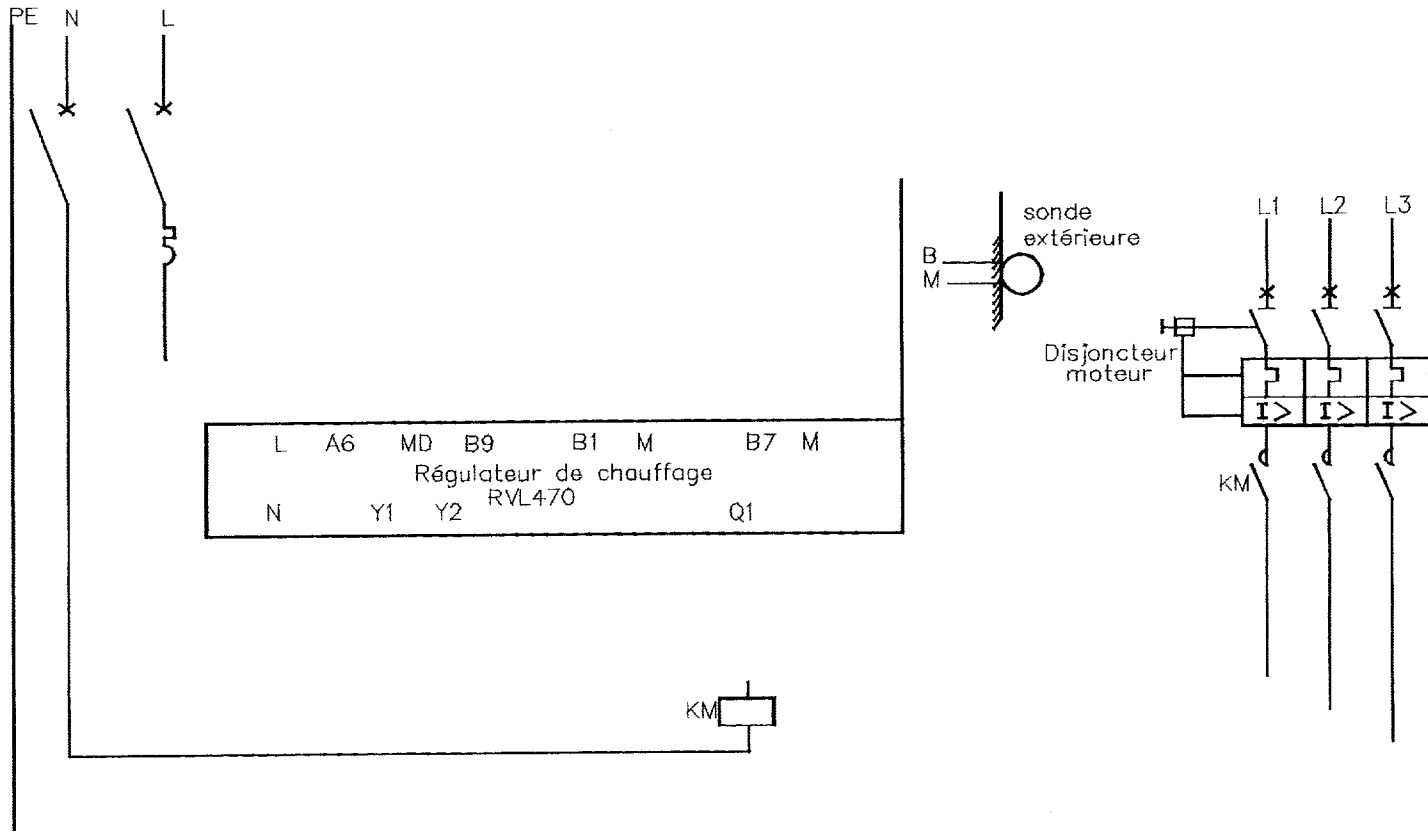 PE N L
sonde
extérieure
B
M
L1 L2 L3
Disjoncteur
moteur
I> I> I>
L A6 MD B9 B1 M B7 M
Régulateur de chauffage
RVL470
N Y1 Y2 Q1
KM
KM